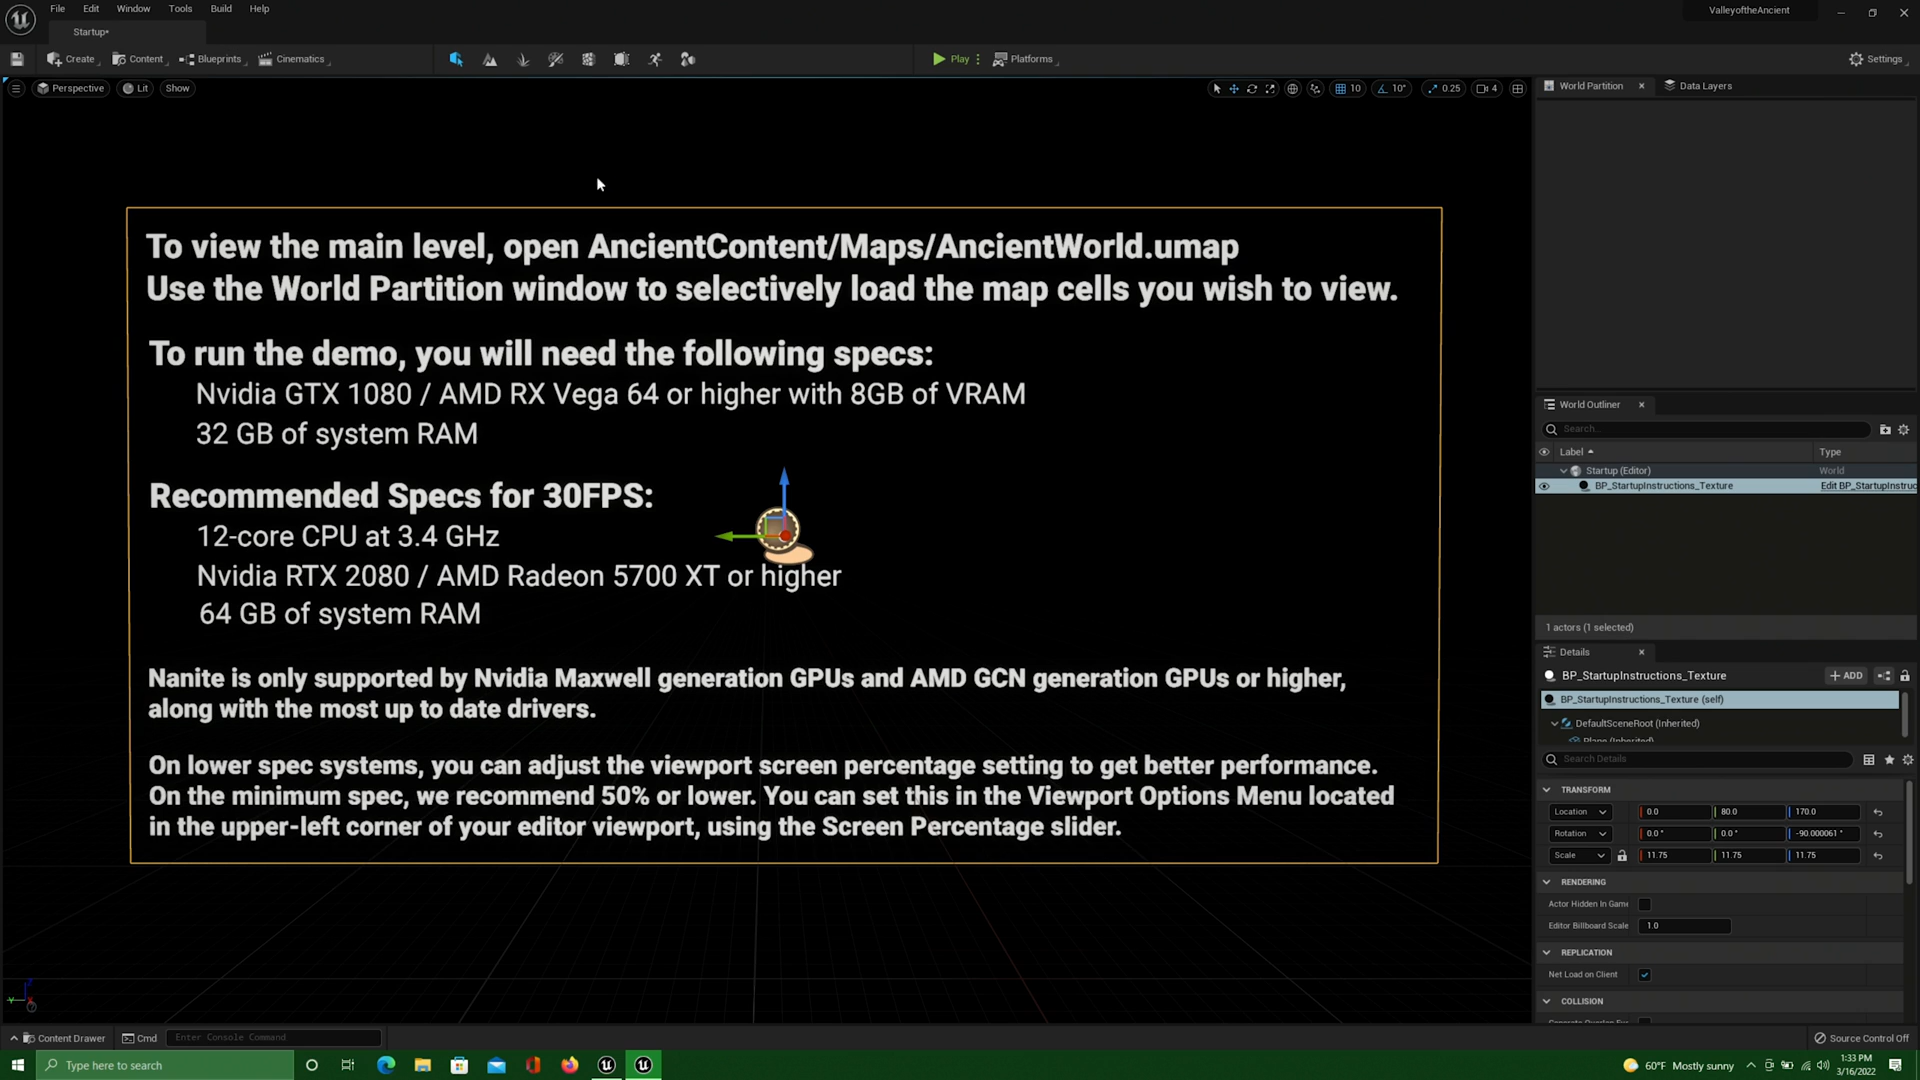 File Edit Window Tools Build Help
ValleyoftheAncient
Startup•
Create Content Blueprints Cinematics Play Platforms Settings
Perspective Lit Show 10 10° 0.25 4
World Partition Data Layers
To view the main level, open AncientContent/Maps/AncientWorld.umap
Use the World Partition window to selectively load the map cells you wish to view.
To run the demo, you will need the following specs:
Nvidia GTX 1080 / AMD RX Vega 64 or higher with 8GB of VRAM
32 GB of system RAM
Recommended Specs for 30FPS:
12-core CPU at 3.4 GHz
Nvidia RTX 2080 / AMD Radeon 5700 XT or higher
64 GB of system RAM
Nanite is only supported by Nvidia Maxwell generation GPUs and AMD GCN generation GPUs or higher,
along with the most up to date drivers.
On lower spec systems, you can adjust the viewport screen percentage setting to get better performance.
On the minimum spec, we recommend 50% or lower. You can set this in the Viewport Options Menu located
in the upper-left corner of your editor viewport, using the Screen Percentage slider.
World Outliner
Search...
Label Type
Startup (Editor) World
BP_StartupInstructions_Texture Edit BP_StartupInstruc
1 actors (1 selected)
Details
BP_StartupInstructions_Texture ADD
BP_StartupInstructions_Texture (self)
DefaultSceneRoot (Inherited)
Plane (Inherited)
Search Details
TRANSFORM
Location 0.0 80.0 170.0
Rotation 0.0° 0.0° -90.000061°
Scale 11.75 11.75 11.75
RENDERING
Actor Hidden In Game
Editor Billboard Scale 1.0
REPLICATION
Net Load on Client
COLLISION
Content Drawer Cmd Enter Console Command Source Control Off
Type here to search 60°F Mostly sunny 1:33 PM
3/16/2022